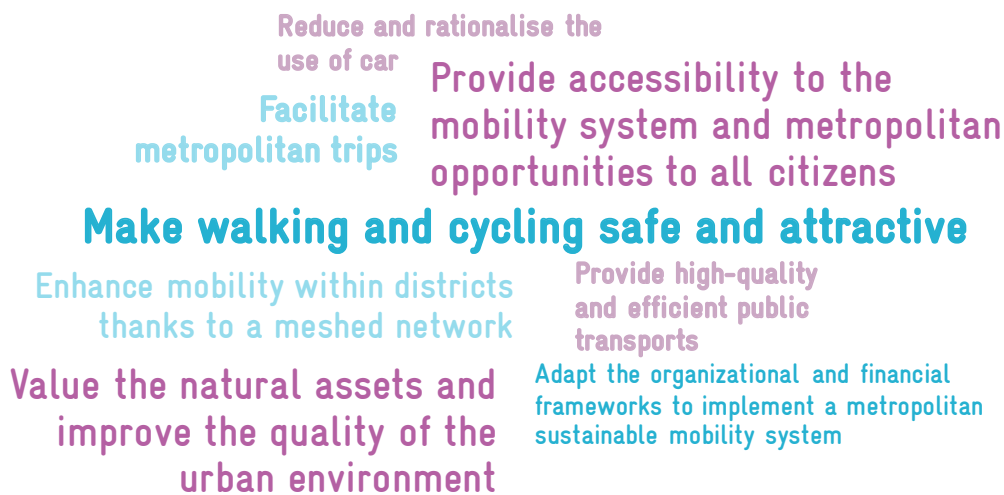 Reduce and rationalise the
use of car
Facilitate
metropolitan trips
Provide accessibility to the
mobility system and metropolitan
opportunities to all citizens
Make walking and cycling safe and attractive
Enhance mobility within districts
thanks to a meshed network
Provide high-quality
and efficient public
transports
Value the natural assets and
improve the quality of the
urban environment
Adapt the organizational and financial
frameworks to implement a metropolitan
sustainable mobility system